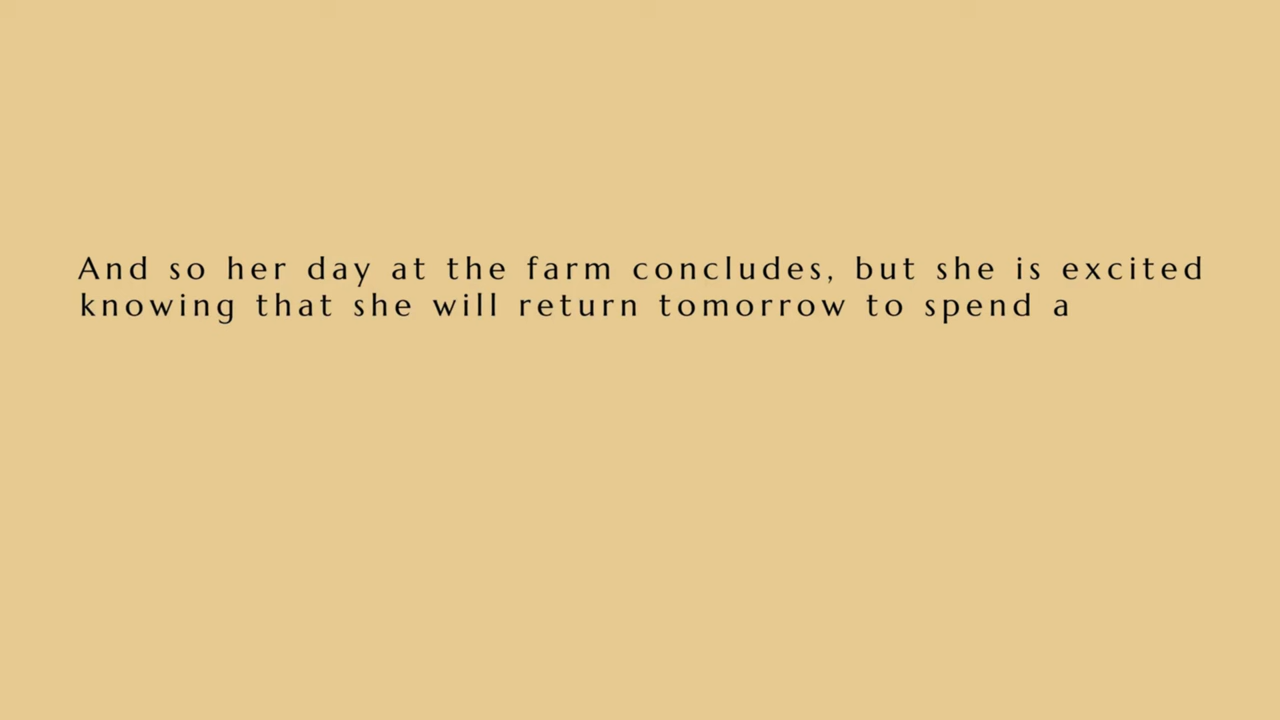 And so her day at the farm concludes, but she is excited
knowing that she will return tomorrow to spend a